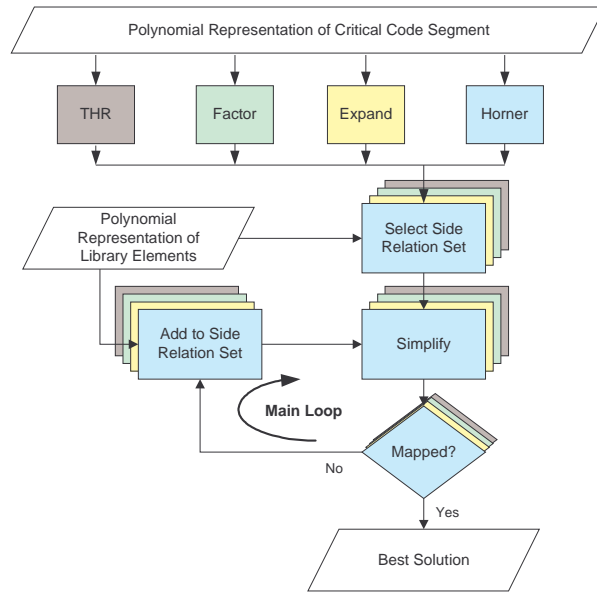 Polynomial Representation of Critical Code Segment
THR
Factor
Expand
Horner
Polynomial
Representation of
Library Elements
Select Side
Relation Set
Add to Side
Relation Set
Simplify
Main Loop
Mapped?
No
Yes
Best Solution